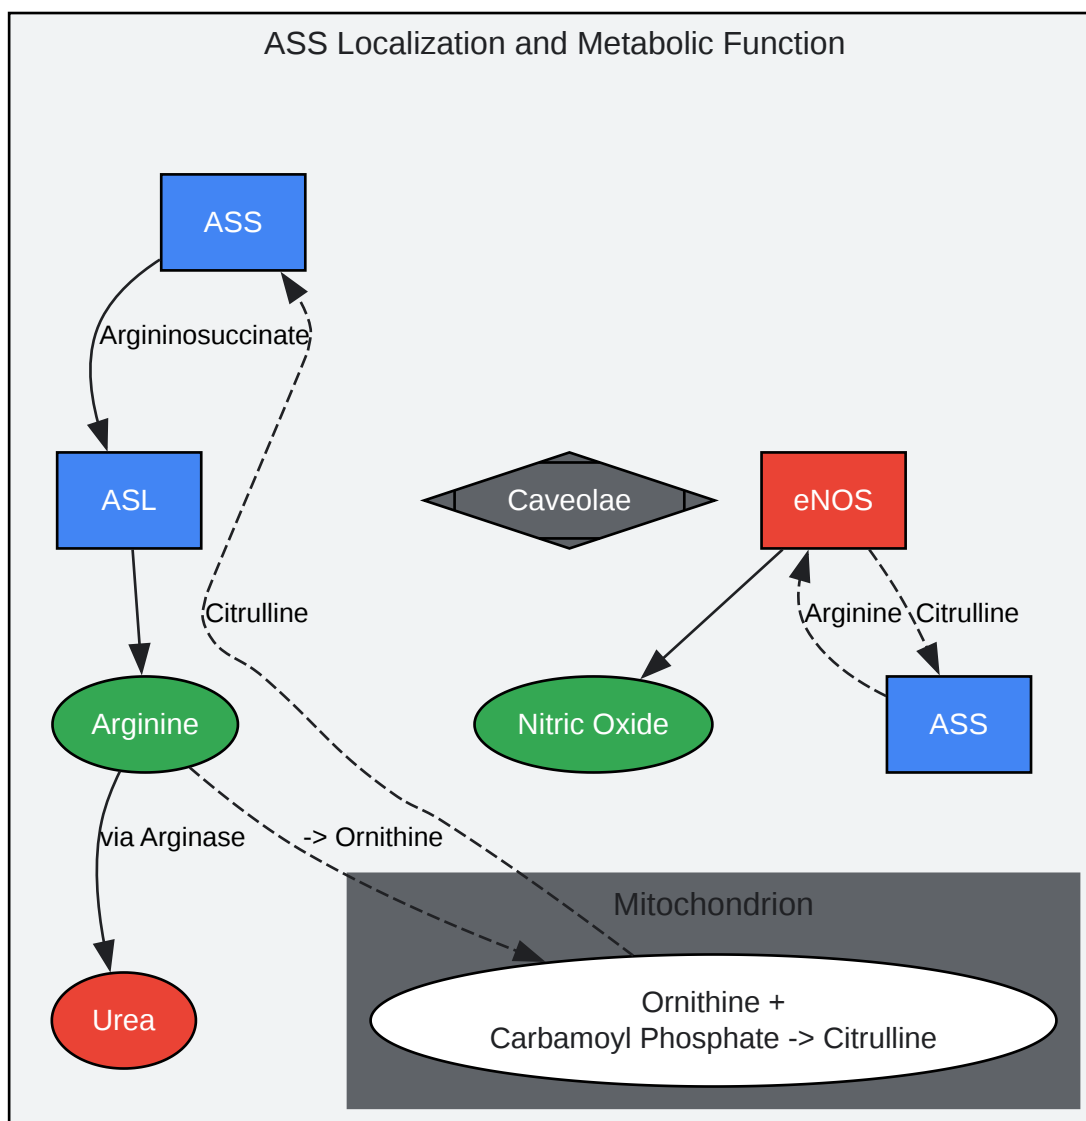 ASS Localization and Metabolic Function
ASS
Argininosuccinate
ASL
Caveolae
eNOS
Citrulline
Arginine
Citrulline
Arginine
Nitric Oxide
ASS
via Arginase
-> Ornithine
Mitochondrion
Urea
Ornithine +
Carbamoyl Phosphate -> Citrulline